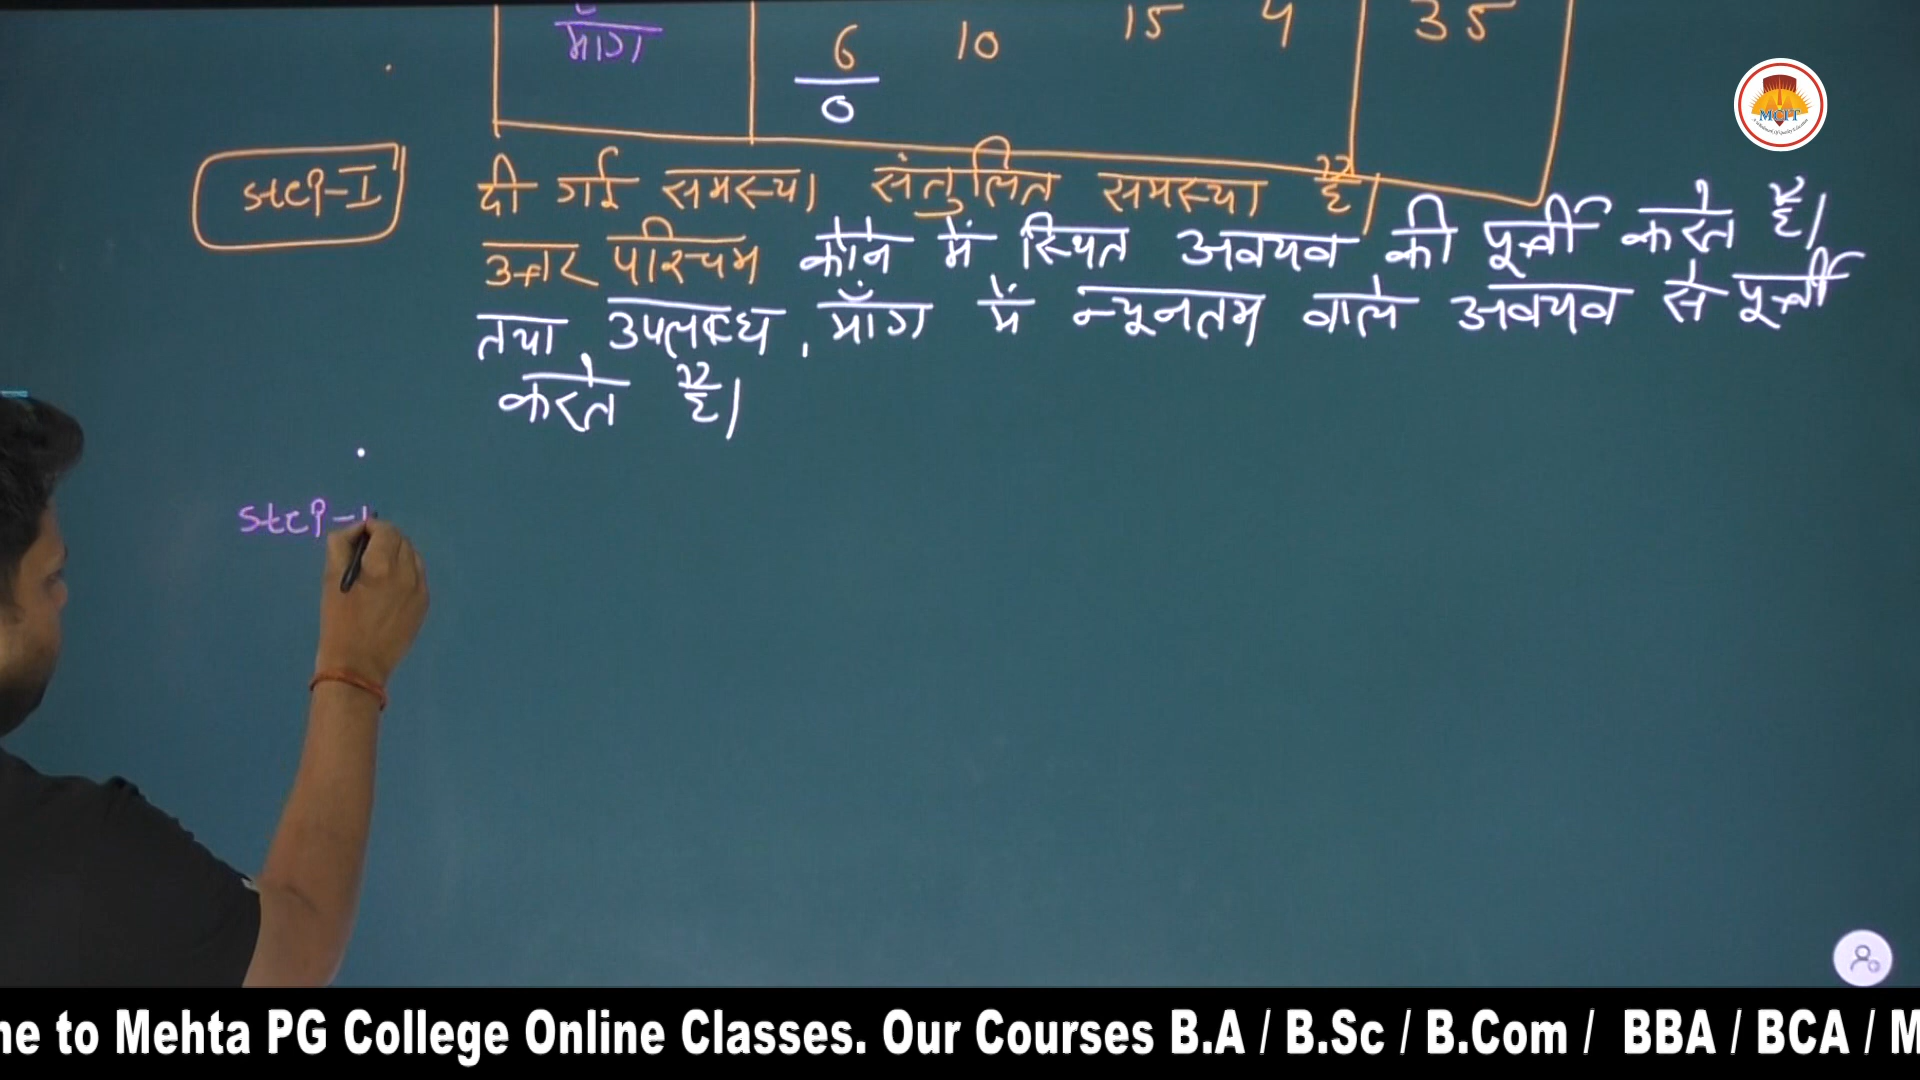 माँग 6 10 15 4 35
0
Step-I दी गई समस्या संतुलित समस्या है।
उत्तर पश्चिम कोने में स्थित अवयव की पूर्ती करते है।
तथा, उपलब्ध, माँग में न्यूनतम वाले अवयव से पूर्ती
करते है।
Step-I
MCPT
ne to Mehta PG College Online Classes. Our Courses B.A / B.Sc / B.Com / BBA / BCA / M